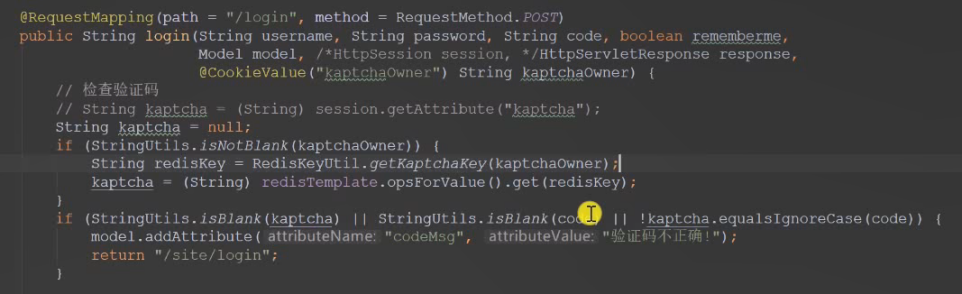 @RequestMapping(path = "/login", method = RequestMethod.POST)
public String login(String username, String password, String code, boolean rememberme,
Model model, /*HttpSession session, */HttpServletResponse response,
@CookieValue("kaptchaOwner") String kaptchaOwner) {
// 检查验证码
// String kaptcha = (String) session.getAttribute("kaptcha");
String kaptcha = null;
if (StringUtils.isNotBlank(kaptchaOwner)) {
String redisKey = RedisKeyUtil.getKaptchaKey(kaptchaOwner);
kaptcha = (String) redisTemplate.opsForValue().get(redisKey);
}
if (StringUtils.isBlank(kaptcha) || StringUtils.isBlank(code) || !kaptcha.equalsIgnoreCase(code)) {
model.addAttribute( attributeName: "codeMsg", attributeValue: "验证码不正确!");
return "/site/login";
}